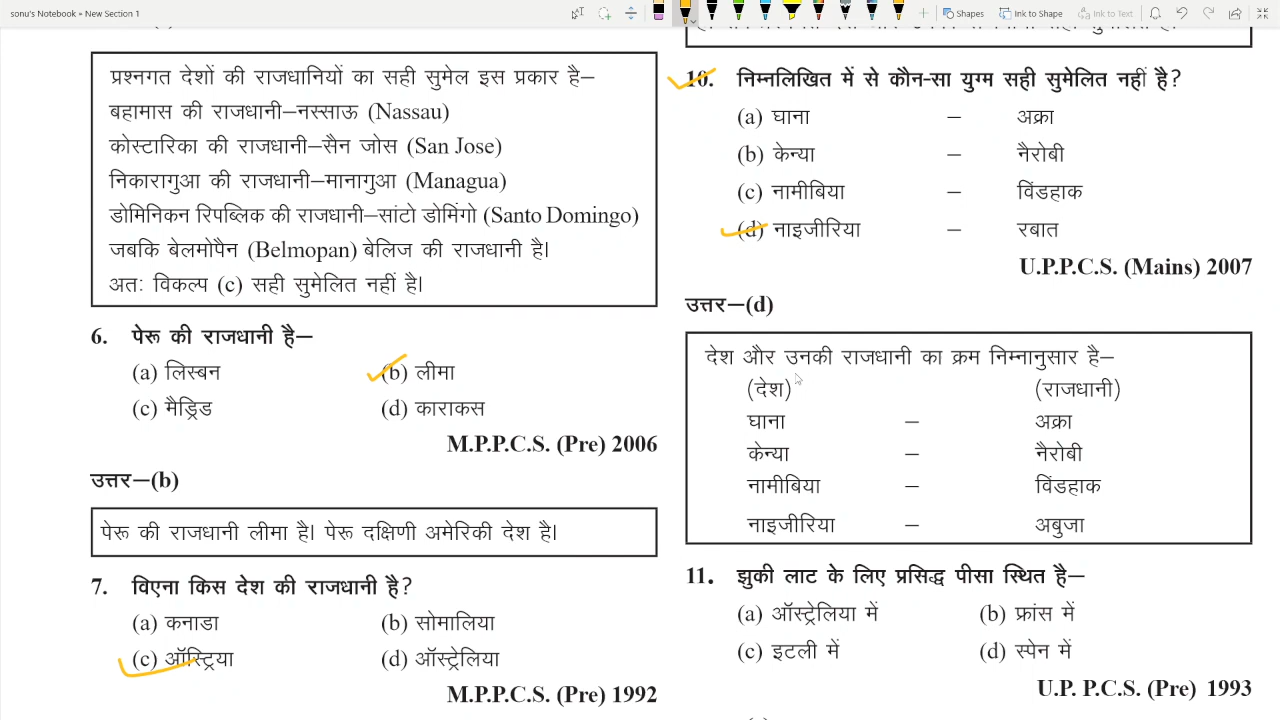 sonu's Notebook » New Section 1
Shapes Ink to Shape Ink to Text
प्रश्नगत देशों की राजधानियों का सही सुमेल इस प्रकार है–
बहामास की राजधानी–नस्साऊ (Nassau)
कोस्टारिका की राजधानी–सैन जोस (San Jose)
निकारागुआ की राजधानी–मानागुआ (Managua)
डोमिनिकन रिपब्लिक की राजधानी–सांटो डोमिंगो (Santo Domingo)
जबकि बेलमोपैन (Belmopan) बेलिज की राजधानी है।
अतः विकल्प (c) सही सुमेलित नहीं है।
6. पेरू की राजधानी है–
(a) लिस्बन (b) लीमा
(c) मैड्रिड (d) काराकस
M.P.P.C.S. (Pre) 2006
उत्तर–(b)
पेरू की राजधानी लीमा है। पेरू दक्षिणी अमेरिकी देश है।
7. विएना किस देश की राजधानी है?
(a) कनाडा (b) सोमालिया
(c) ऑस्ट्रिया (d) ऑस्ट्रेलिया
M.P.P.C.S. (Pre) 1992
10. निम्नलिखित में से कौन-सा युग्म सही सुमेलित नहीं है?
(a) घाना – अक्रा
(b) केन्या – नैरोबी
(c) नामीबिया – विंडहाक
(d) नाइजीरिया – रबात
U.P.P.C.S. (Mains) 2007
उत्तर–(d)
देश और उनकी राजधानी का क्रम निम्नानुसार है–
(देश) (राजधानी)
घाना – अक्रा
केन्या – नैरोबी
नामीबिया – विंडहाक
नाइजीरिया – अबुजा
11. झुकी लाट के लिए प्रसिद्ध पीसा स्थित है–
(a) ऑस्ट्रेलिया में (b) फ्रांस में
(c) इटली में (d) स्पेन में
U.P. P.C.S. (Pre) 1993